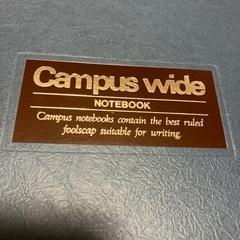 Campus wide
NOTEBOOK
Campus notebooks contain the best ruled
foolscap suitable for writing.